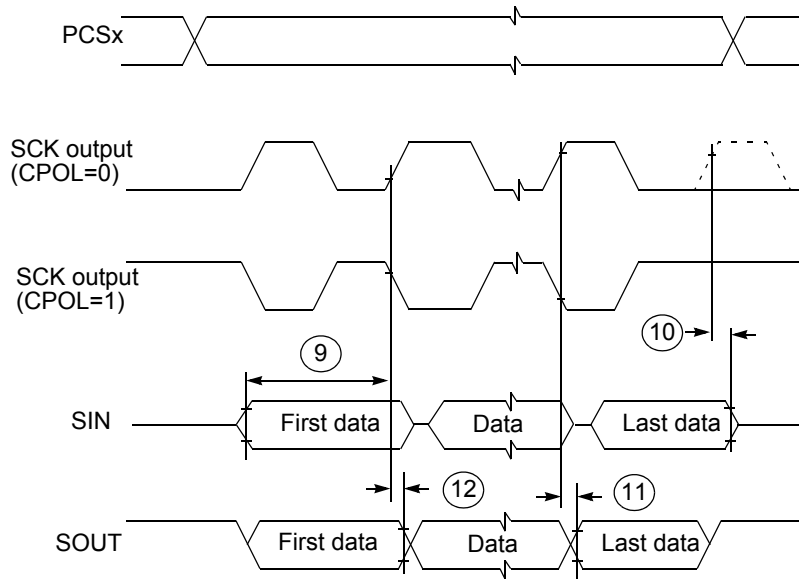 PCSx
SCK output
(CPOL=0)
SCK output
(CPOL=1)
9
10
SIN
First data
Data
Last data
12
11
SOUT
First data
Data
Last data